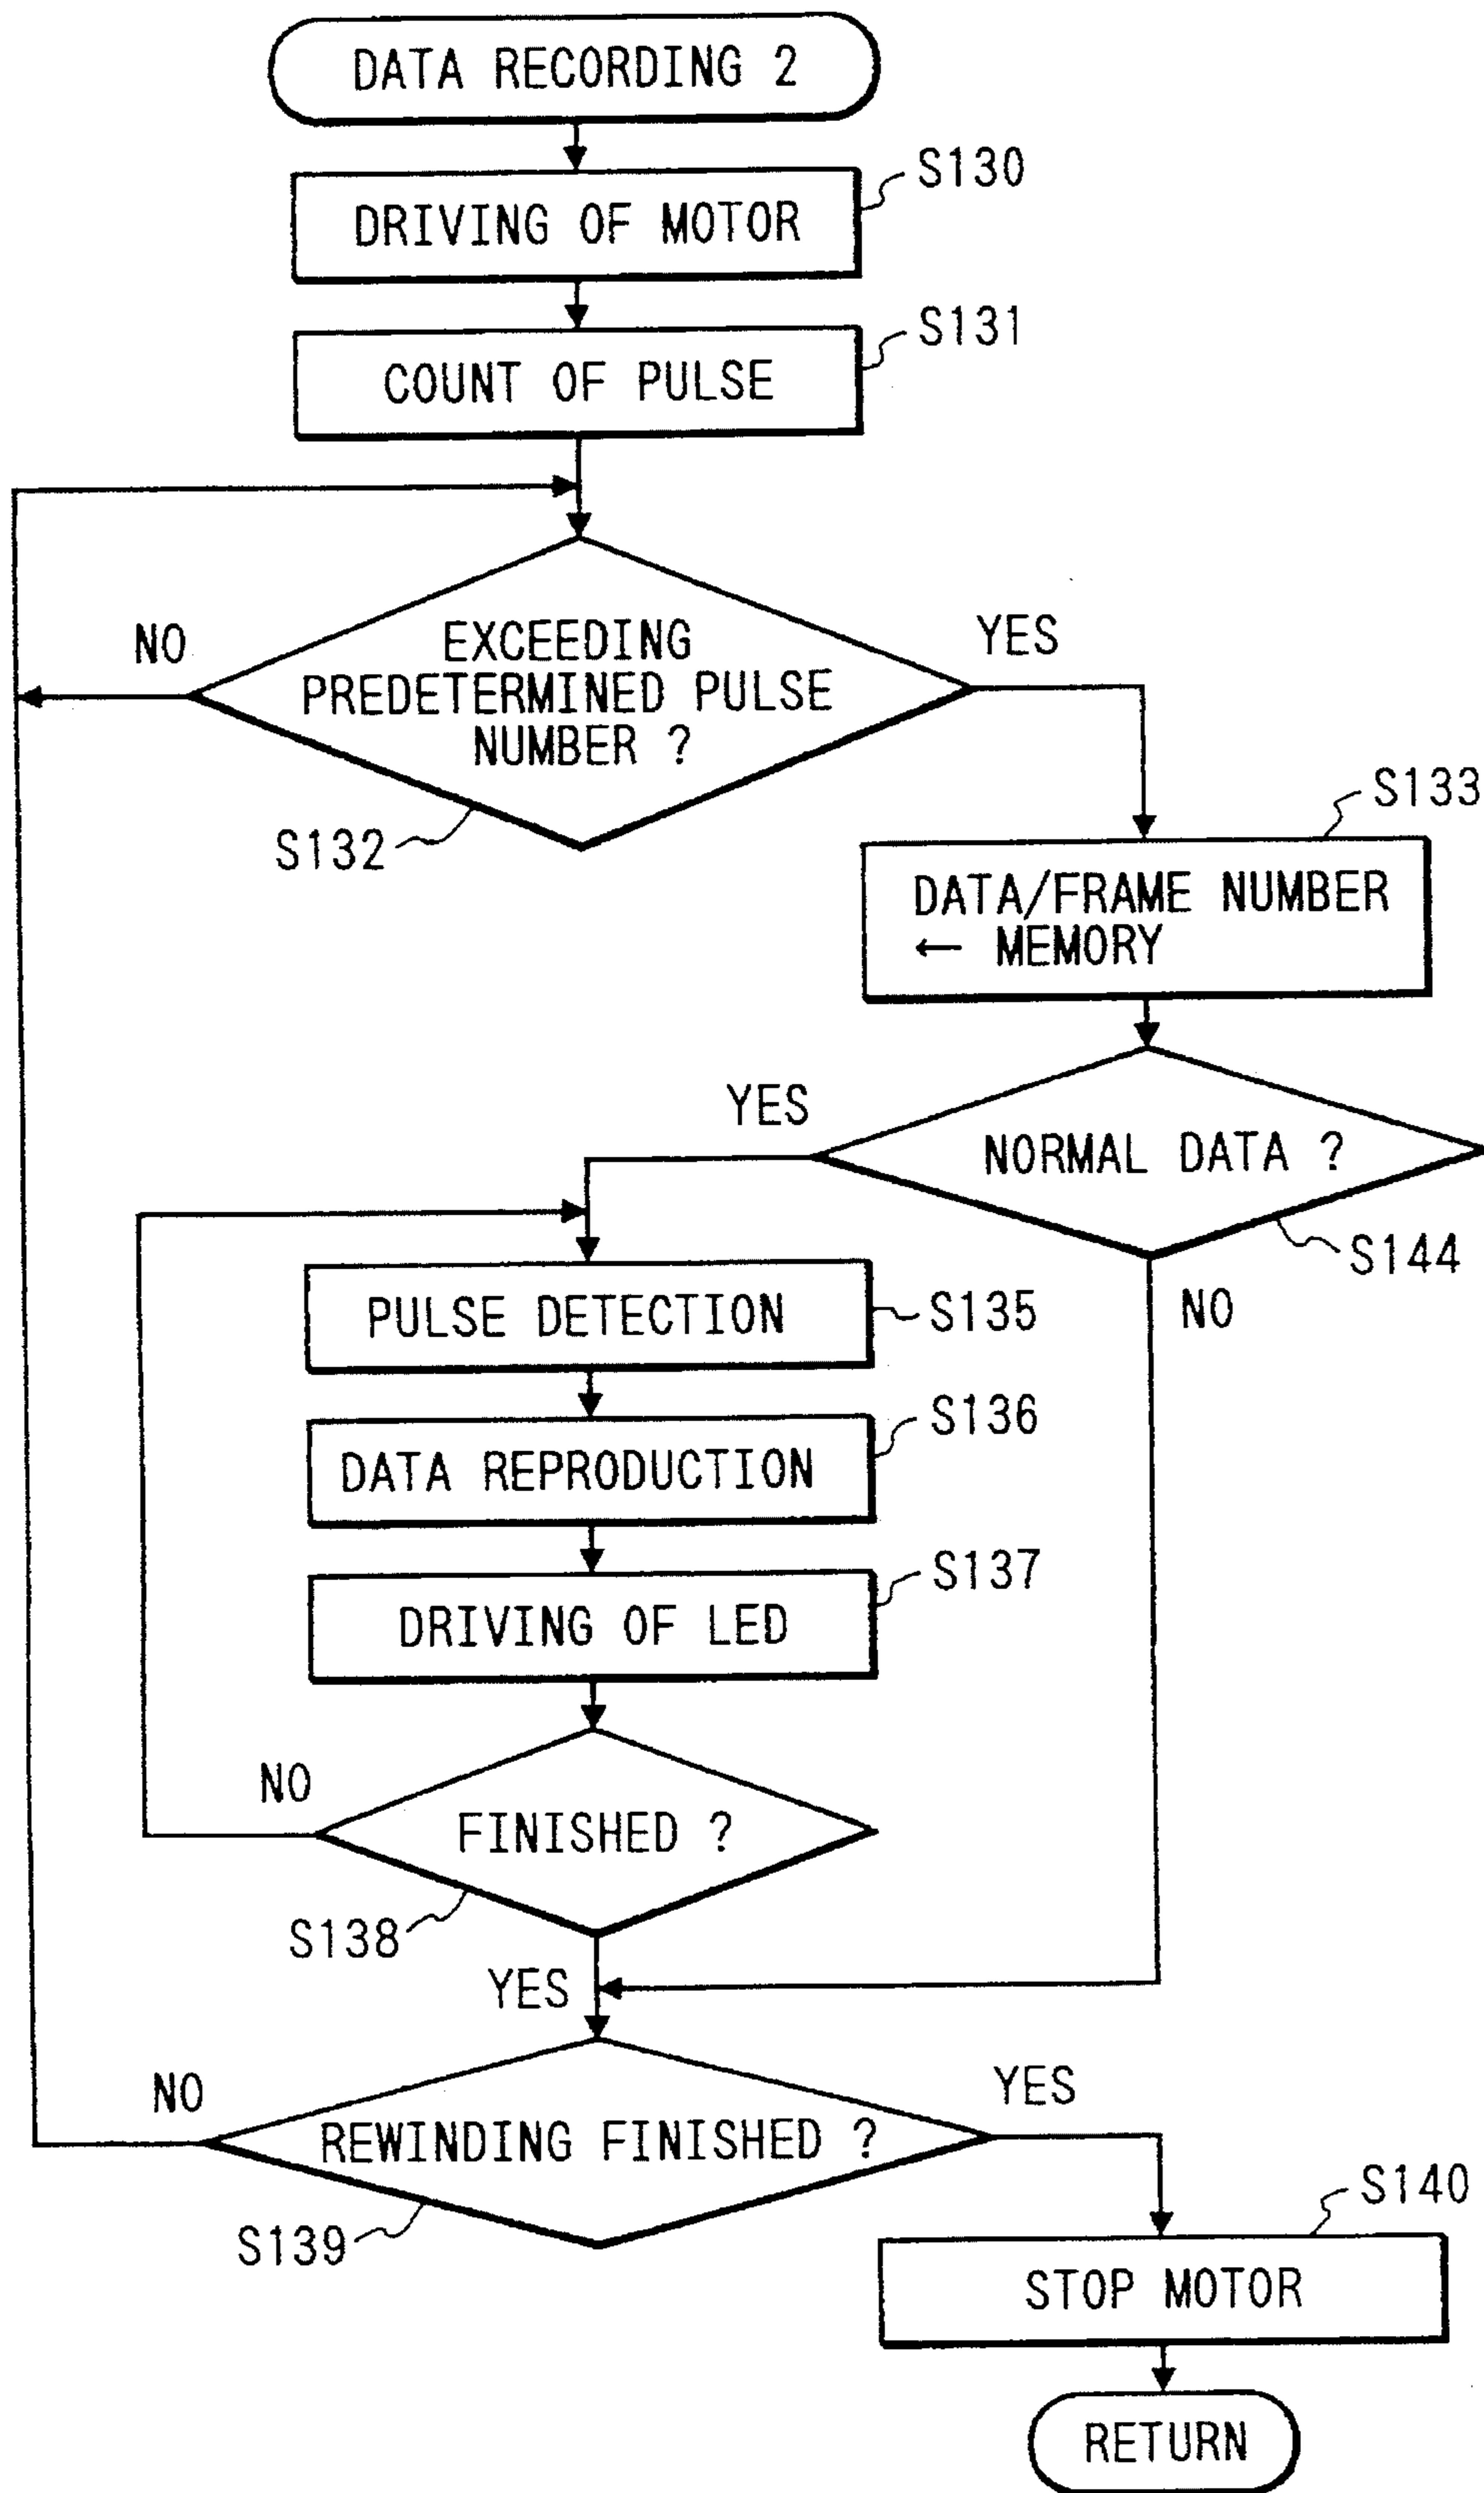 DATA RECORDING 2
S130
DRIVING OF MOTOR
S131
COUNT OF PULSE
NO
YES
EXCEEDING
PREDETERMINED PULSE
NUMBER ?
S132
S133
DATA/FRAME NUMBER
← MEMORY
YES
NORMAL DATA ?
S144
NO
PULSE DETECTION
S135
S136
DATA REPRODUCTION
S137
DRIVING OF LED
NO
FINISHED ?
S138
YES
NO
YES
REWINDING FINISHED ?
S139
S140
STOP MOTOR
RETURN